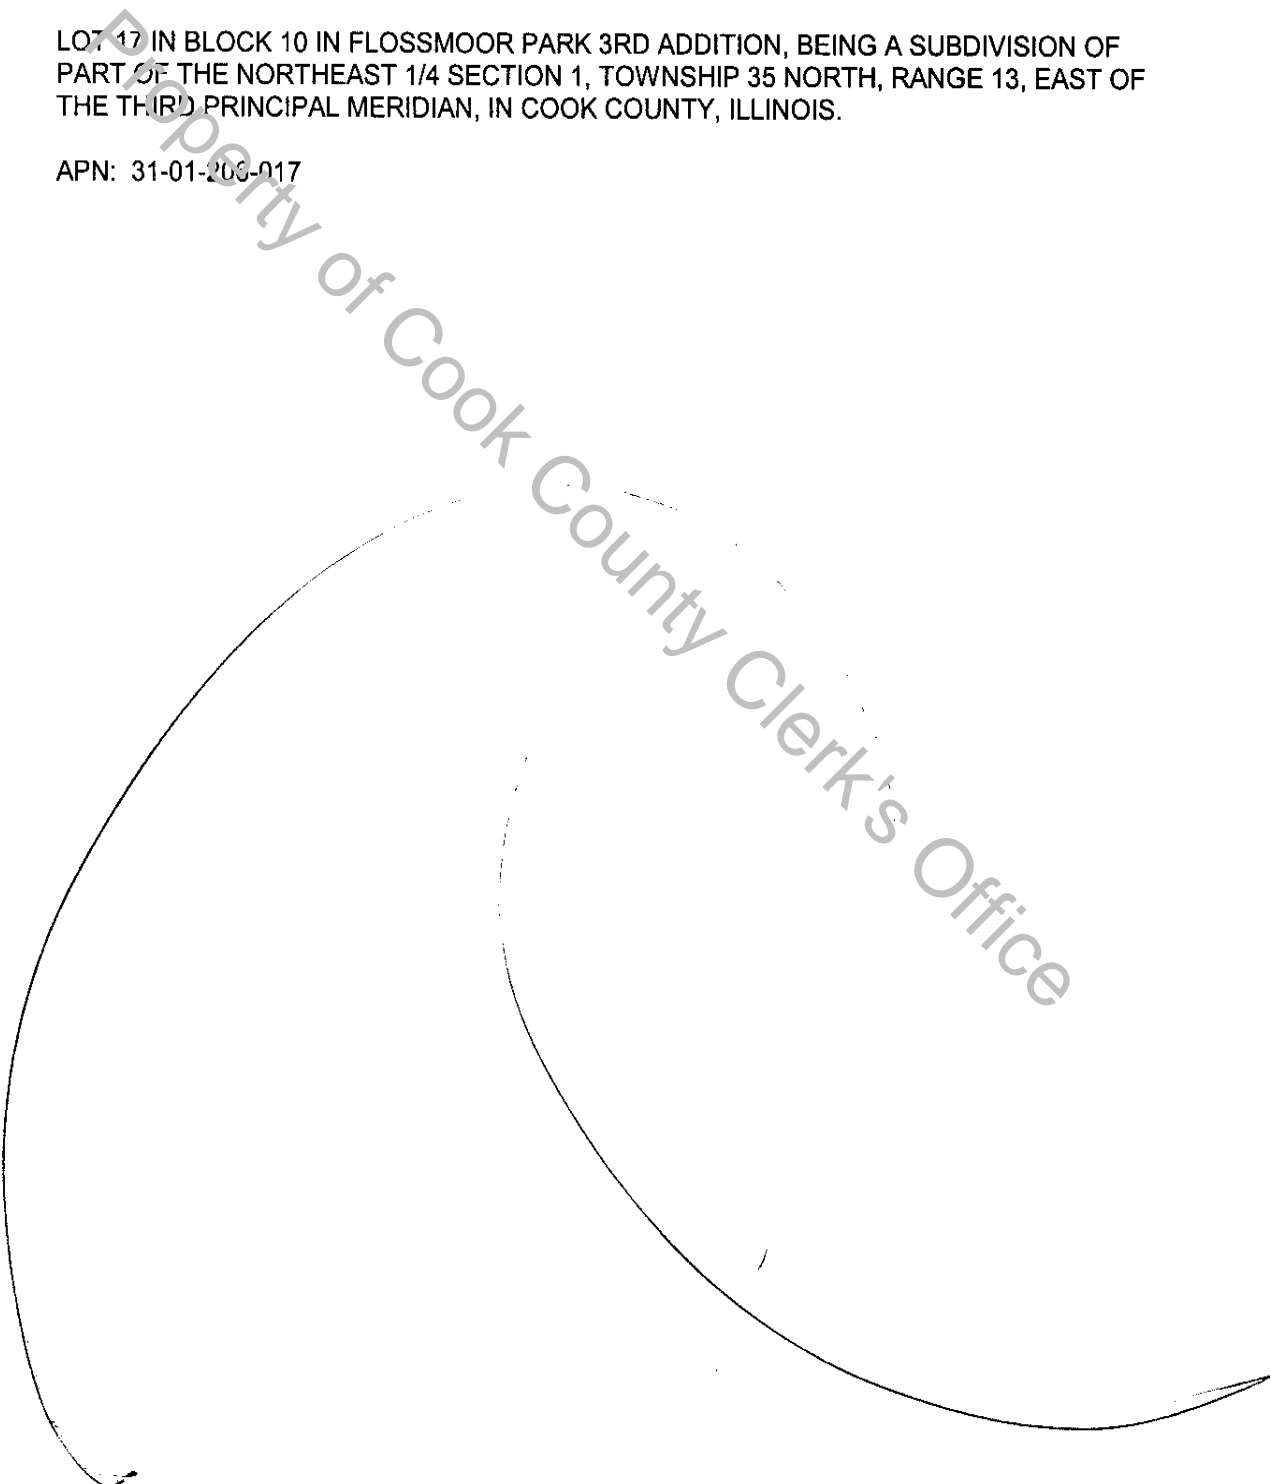 LOT 17 IN BLOCK 10 IN FLOSSMOOR PARK 3RD ADDITION, BEING A SUBDIVISION OF
PART OF THE NORTHEAST 1/4 SECTION 1, TOWNSHIP 35 NORTH, RANGE 13, EAST OF
THE THIRD PRINCIPAL MERIDIAN, IN COOK COUNTY, ILLINOIS.
APN:
Property of Cook County Clerk's Office